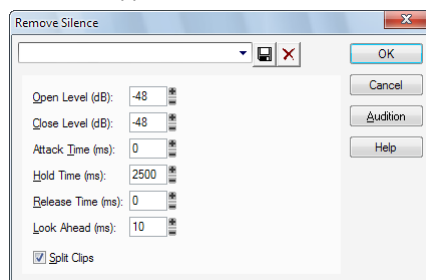 Remove Silence
OK
Cancel
Open Level (dB): -48
Audition
Close Level (dB): -48
Attack Time (ms): 0
Help
Hold Time (ms): 2500
Release Time (ms): 0
Look Ahead (ms): 10
Split Clips